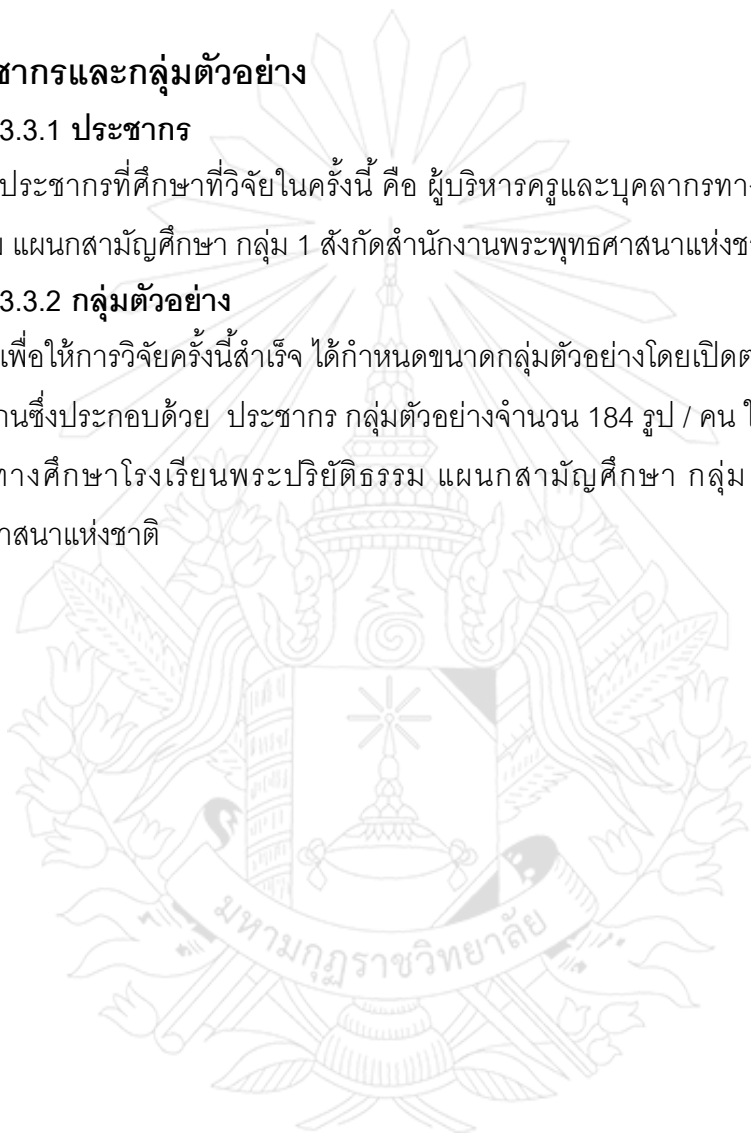 ชากรและกลุ่มตัวอย่าง
3.3.1 ประชากร
ประชากรที่ศึกษาที่วิจัยในครั้งนี้ คือ ผู้บริหารครูและบุคลากรทา
แผนกสามัญศึกษา กลุ่ม 1 สังกัดสำนักงานพระพุทธศาสนาแห่งช
3.3.2 กลุ่มตัวอย่าง
เพื่อให้การวิจัยครั้งนี้สำเร็จ ได้กำหนดขนาดกลุ่มตัวอย่างโดยเปิดต
านซึ่งประกอบด้วย ประชากร กลุ่มตัวอย่างจำนวน 184 รูป / คน ใ
ทางศึกษาโรงเรียนพระปริยัติธรรม แผนกสามัญศึกษา กลุ่ม
าสนาแห่งชาติ
มหามกุฏราชวิทยาลัย